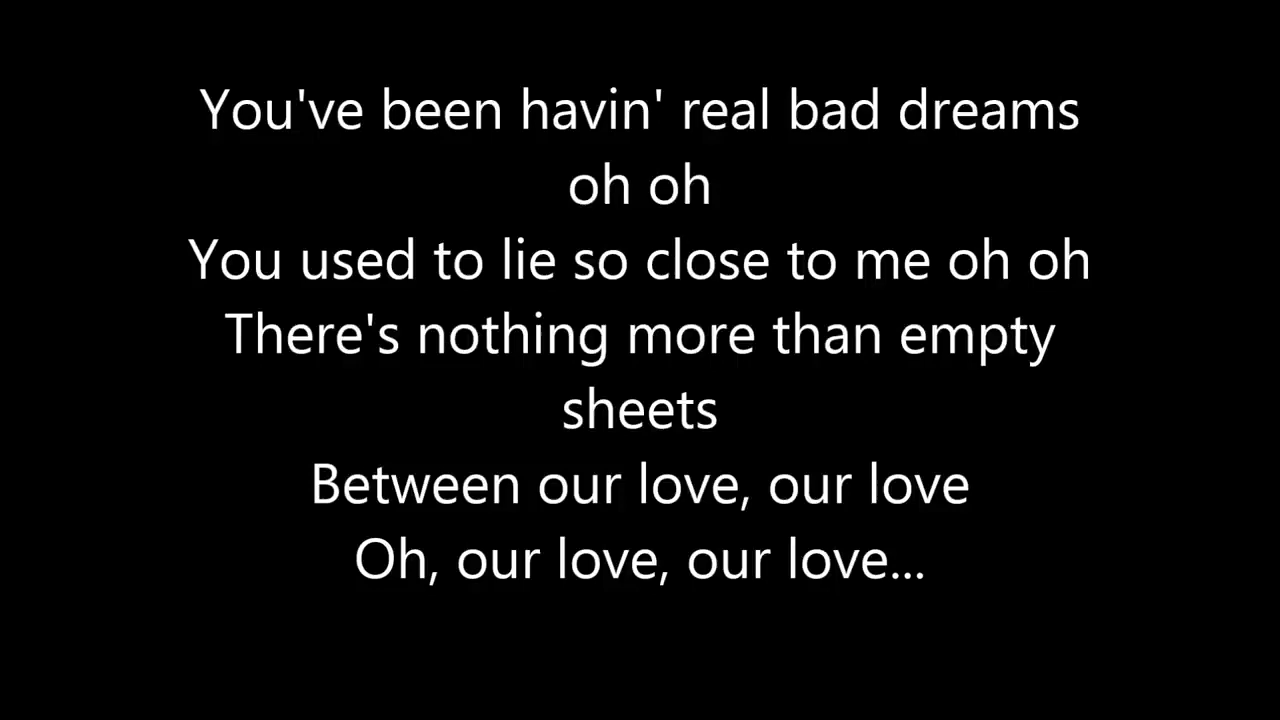 You've been havin' real bad dreams
oh oh
You used to lie so close to me oh oh
There's nothing more than empty
sheets
Between our love, our love
Oh, our love, our love...